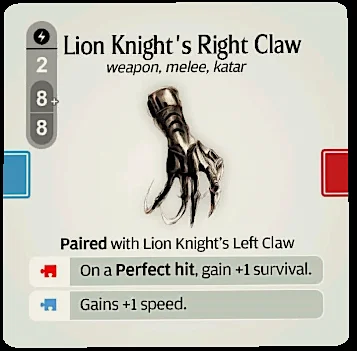 Lion Knight's Right Claw
weapon, melee, katar
2
8+
8
Paired with Lion Knight's Left Claw
On a Perfect hit, gain +1 survival.
Gains +1 speed.